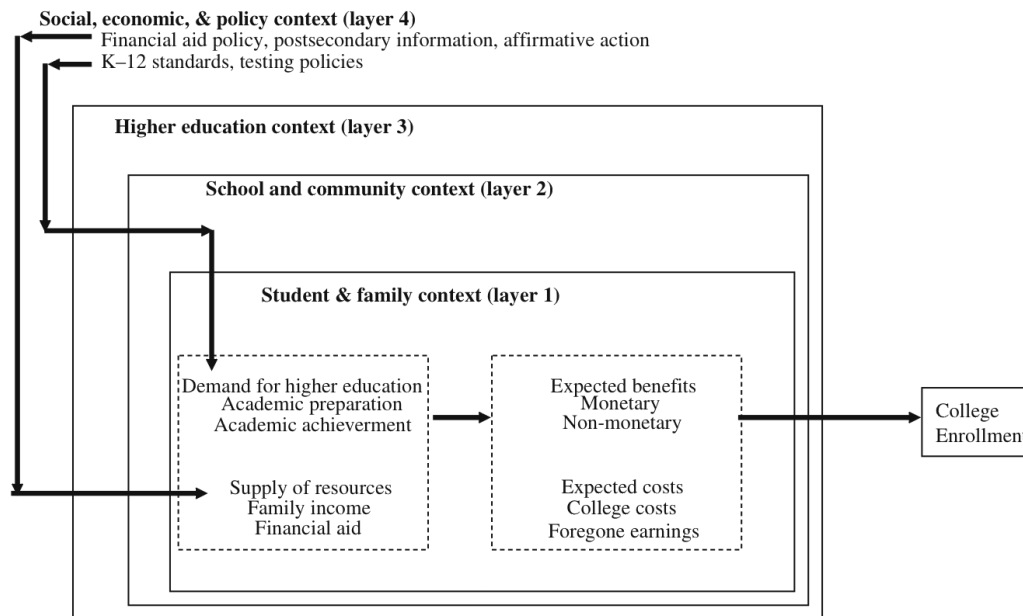 Social, economic, & policy context (layer 4)
Financial aid policy, postsecondary information, affirmative action
K–12 standards, testing policies
Higher education context (layer 3)
School and community context (layer 2)
Student & family context (layer 1)
Demand for higher education
Academic preparation
Academic achieverment
Supply of resources
Family income
Financial aid
Expected benefits
Monetary
Non-monetary
Expected costs
College costs
Foregone earnings
College
Enrollment